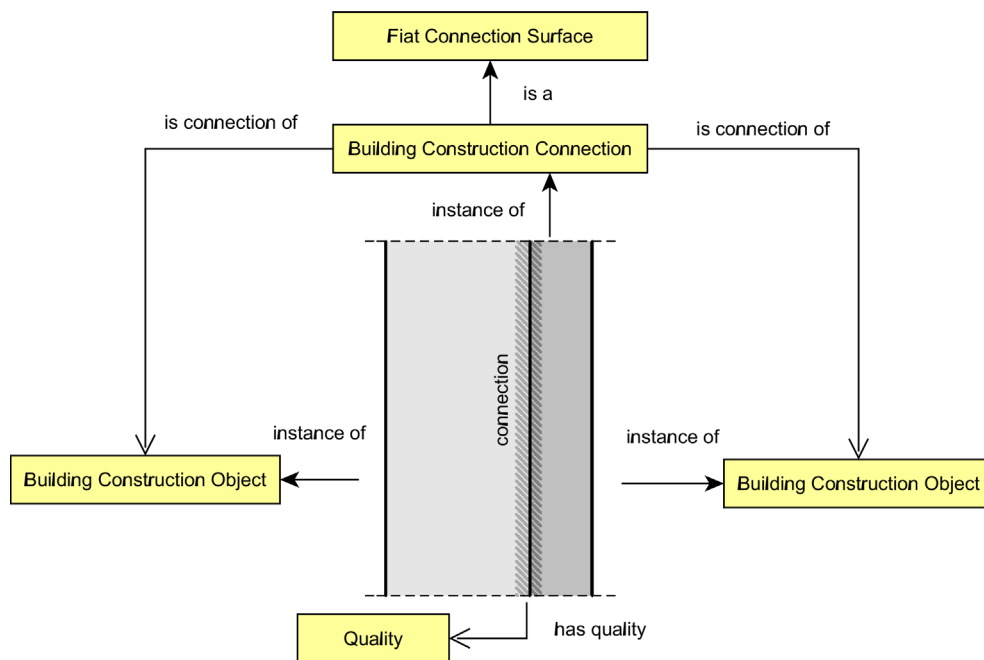 Fiat Connection Surface
is a
is connection of
is connection of
Building Construction Connection
instance of
connection
instance of
instance of
Building Construction Object
Building Construction Object
has quality
Quality